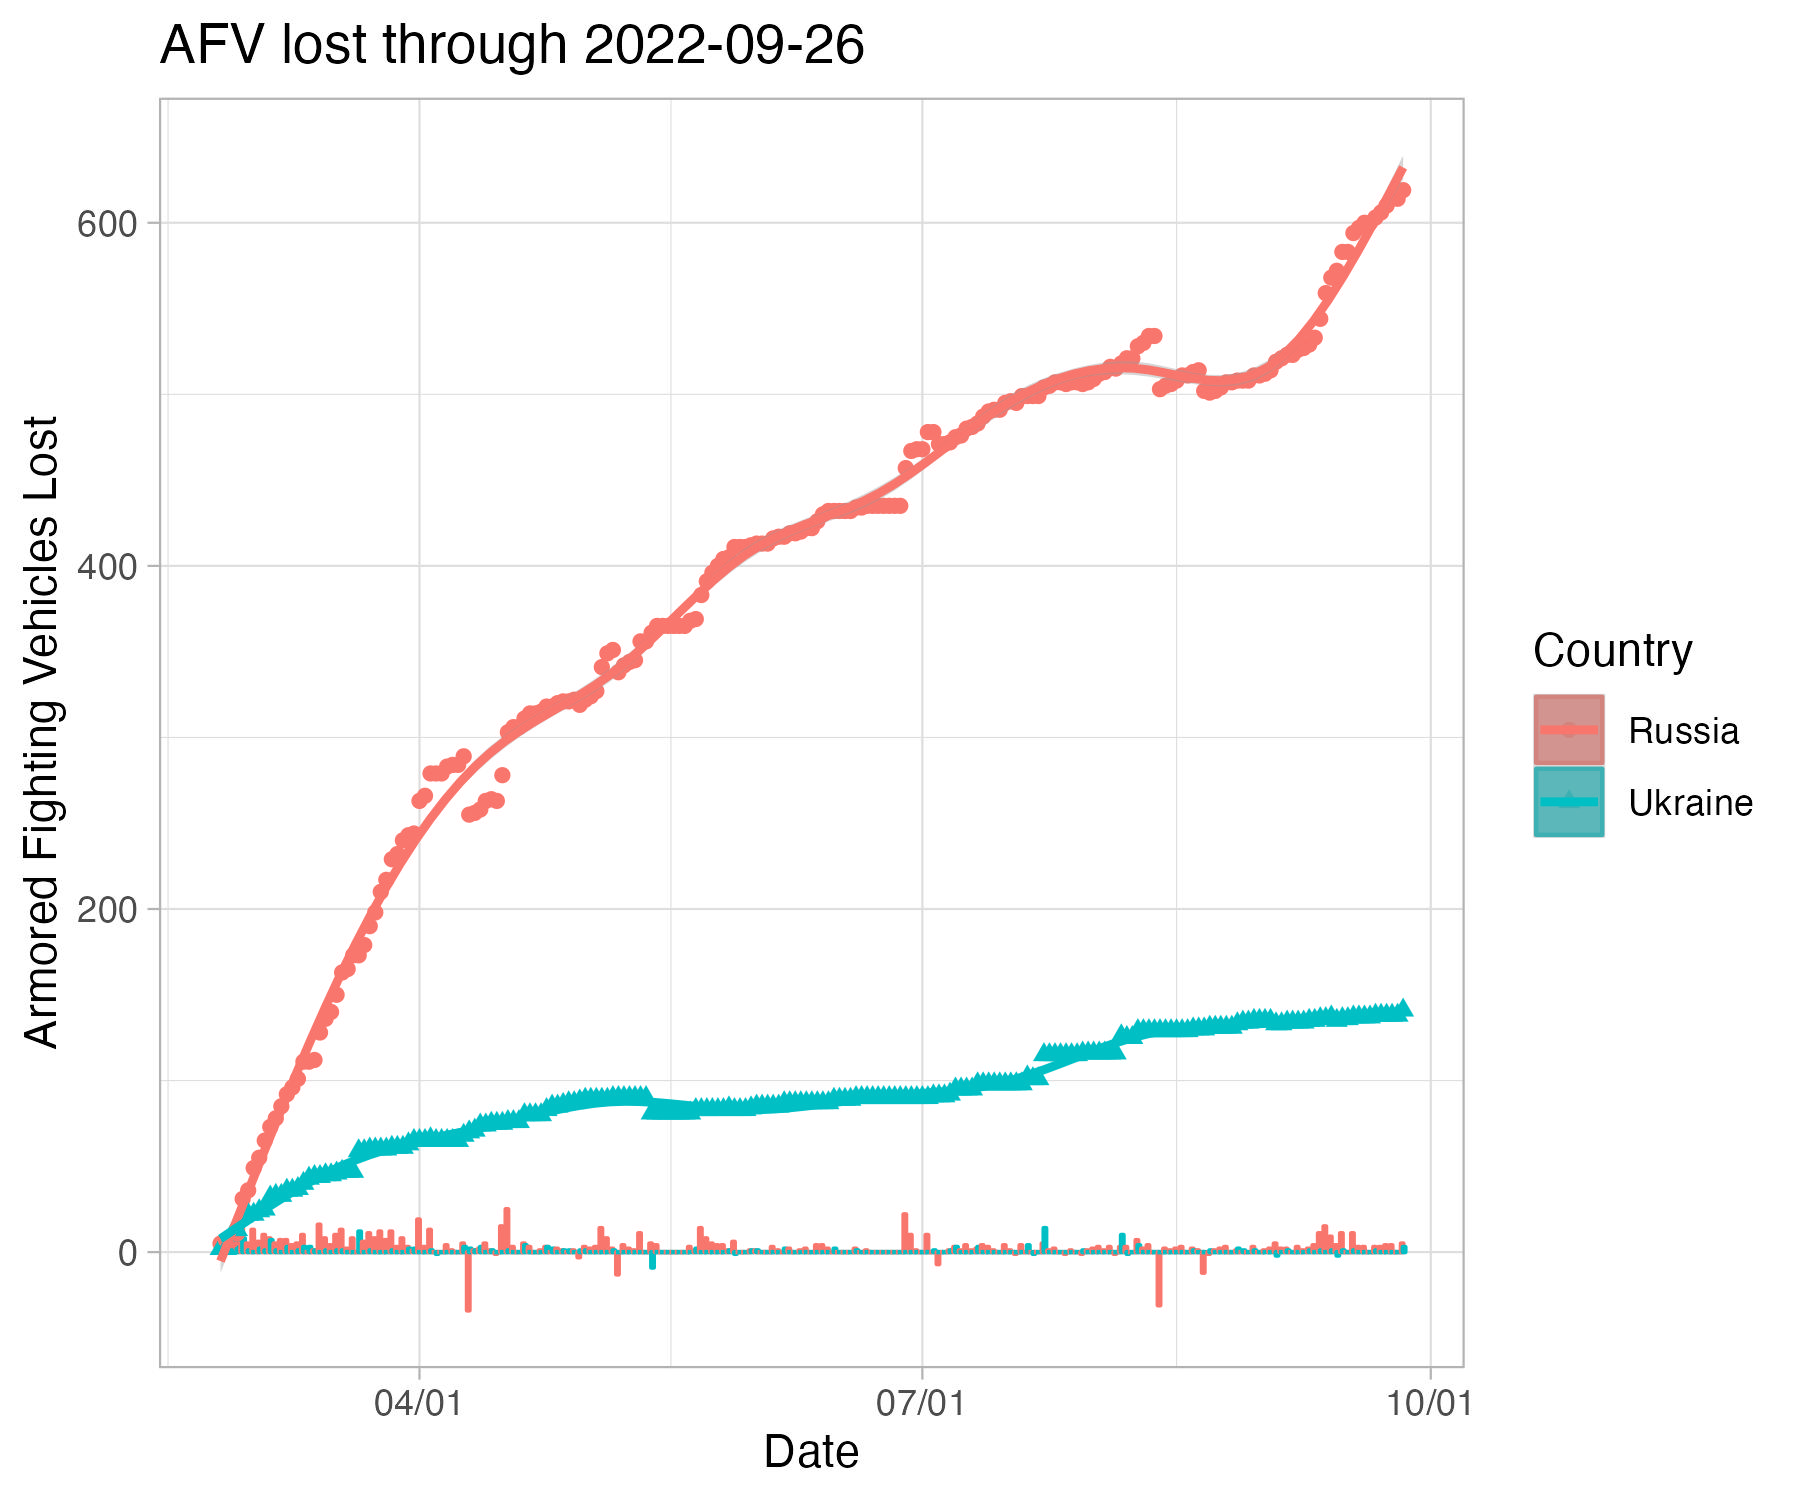 AFV lost through 2022-09-26
Armored Fighting Vehicles Lost
600
400
200
0
04/01
07/01
10/01
Date
Country
Russia
Ukraine